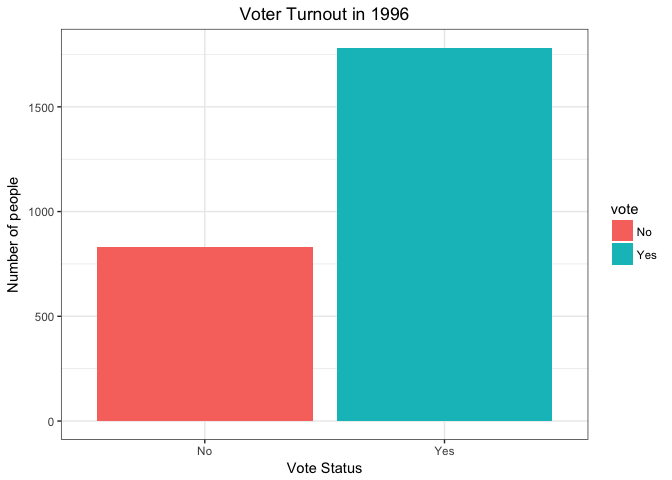 Voter Turnout in 1996
Number of people
1500
1000
500
0
No
Yes
Vote Status
vote
No
Yes